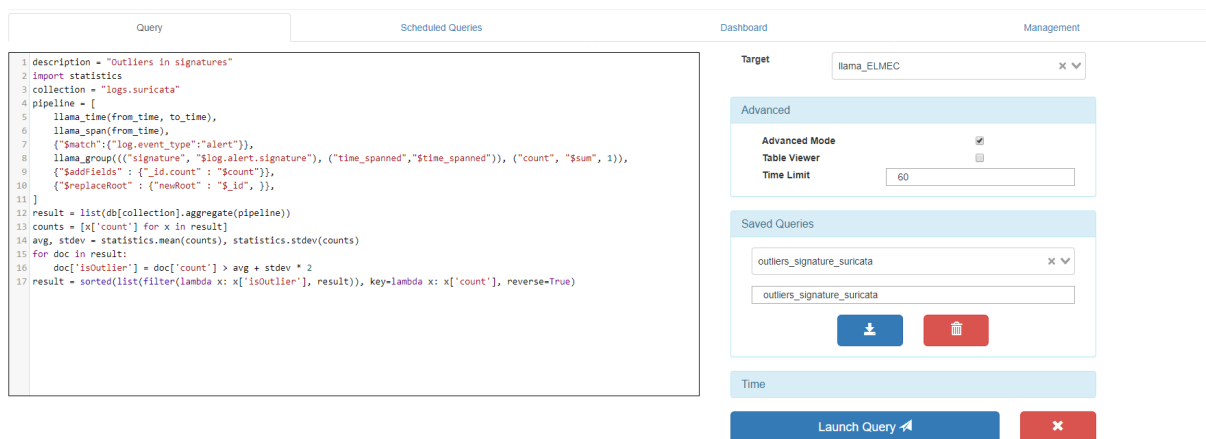 Query Scheduled Queries Dashboard Management
1 description = "Outliers in signatures"
2 import statistics
3 collection = "logs.suricata"
4 pipeline = [
5     llama_time(from_time, to_time),
6     llama_span(from_time),
7     {"$match":{"log.event_type":"alert"}},
8     llama_group((("signature", "$log.alert.signature"), ("time_spanned","$time_spanned")), ("count", "$sum", 1)),
9     {"$addFields" : {"_id.count" : "$count"}},
10     {"$replaceRoot" : {"newRoot" : "$_id", }},
11 ]
12 result = list(db[collection].aggregate(pipeline))
13 counts = [x['count'] for x in result]
14 avg, stdev = statistics.mean(counts), statistics.stdev(counts)
15 for doc in result:
16     doc['isOutlier'] = doc['count'] > avg + stdev * 2
17 result = sorted(list(filter(lambda x: x['isOutlier'], result)), key=lambda x: x['count'], reverse=True)
Target llama_ELMEC
Advanced
Advanced Mode
Table Viewer
Time Limit 60
Saved Queries
outliers_signature_suricata
outliers_signature_suricata
Time
Launch Query